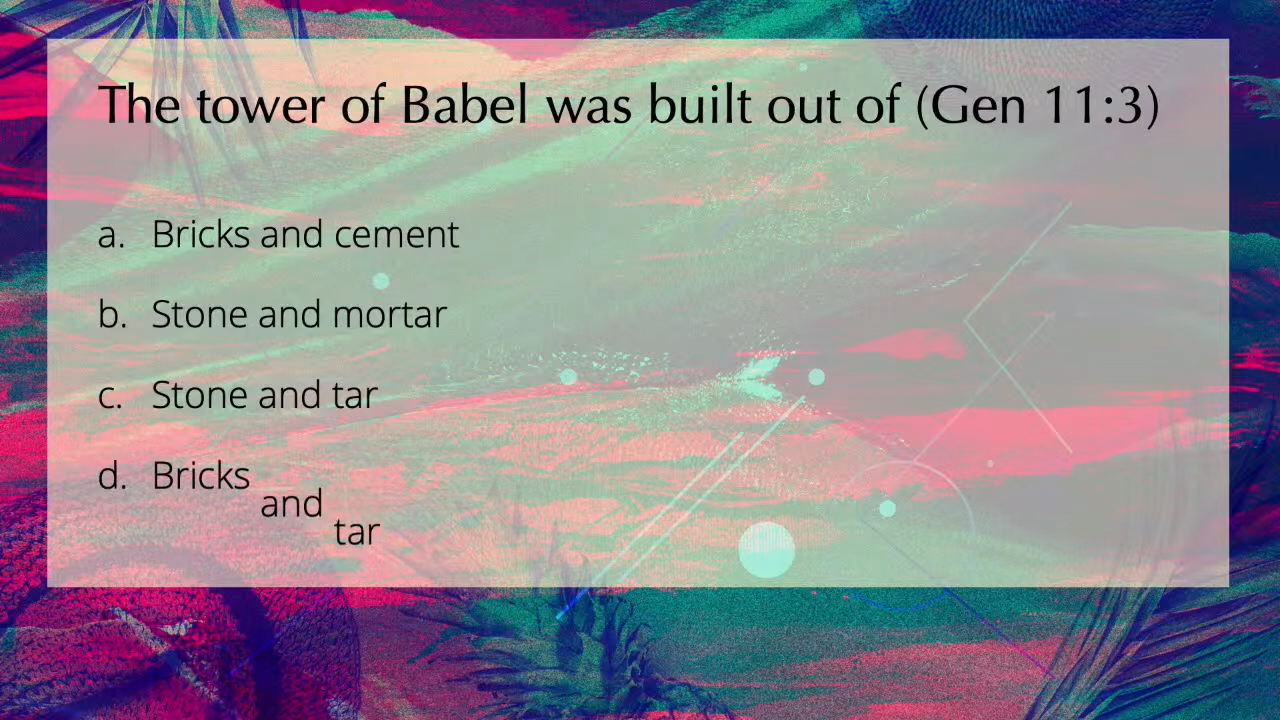 The tower of Babel was built out of (Gen 11:3)
a. Bricks and cement
b. Stone and mortar
c. Stone and tar
d. Bricks and tar